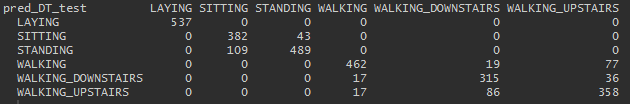 pred_DT_test LAYING SITTING STANDING WALKING WALKING_DOWNSTAIRS WALKING_UPSTAIRS
LAYING 537 0 0 0 0 0
SITTING 0 382 43 0 0 0
STANDING 0 109 489 0 0 0
WALKING 0 0 0 462 19 77
WALKING_DOWNSTAIRS 0 0 0 17 315 36
WALKING_UPSTAIRS 0 0 0 17 86 358